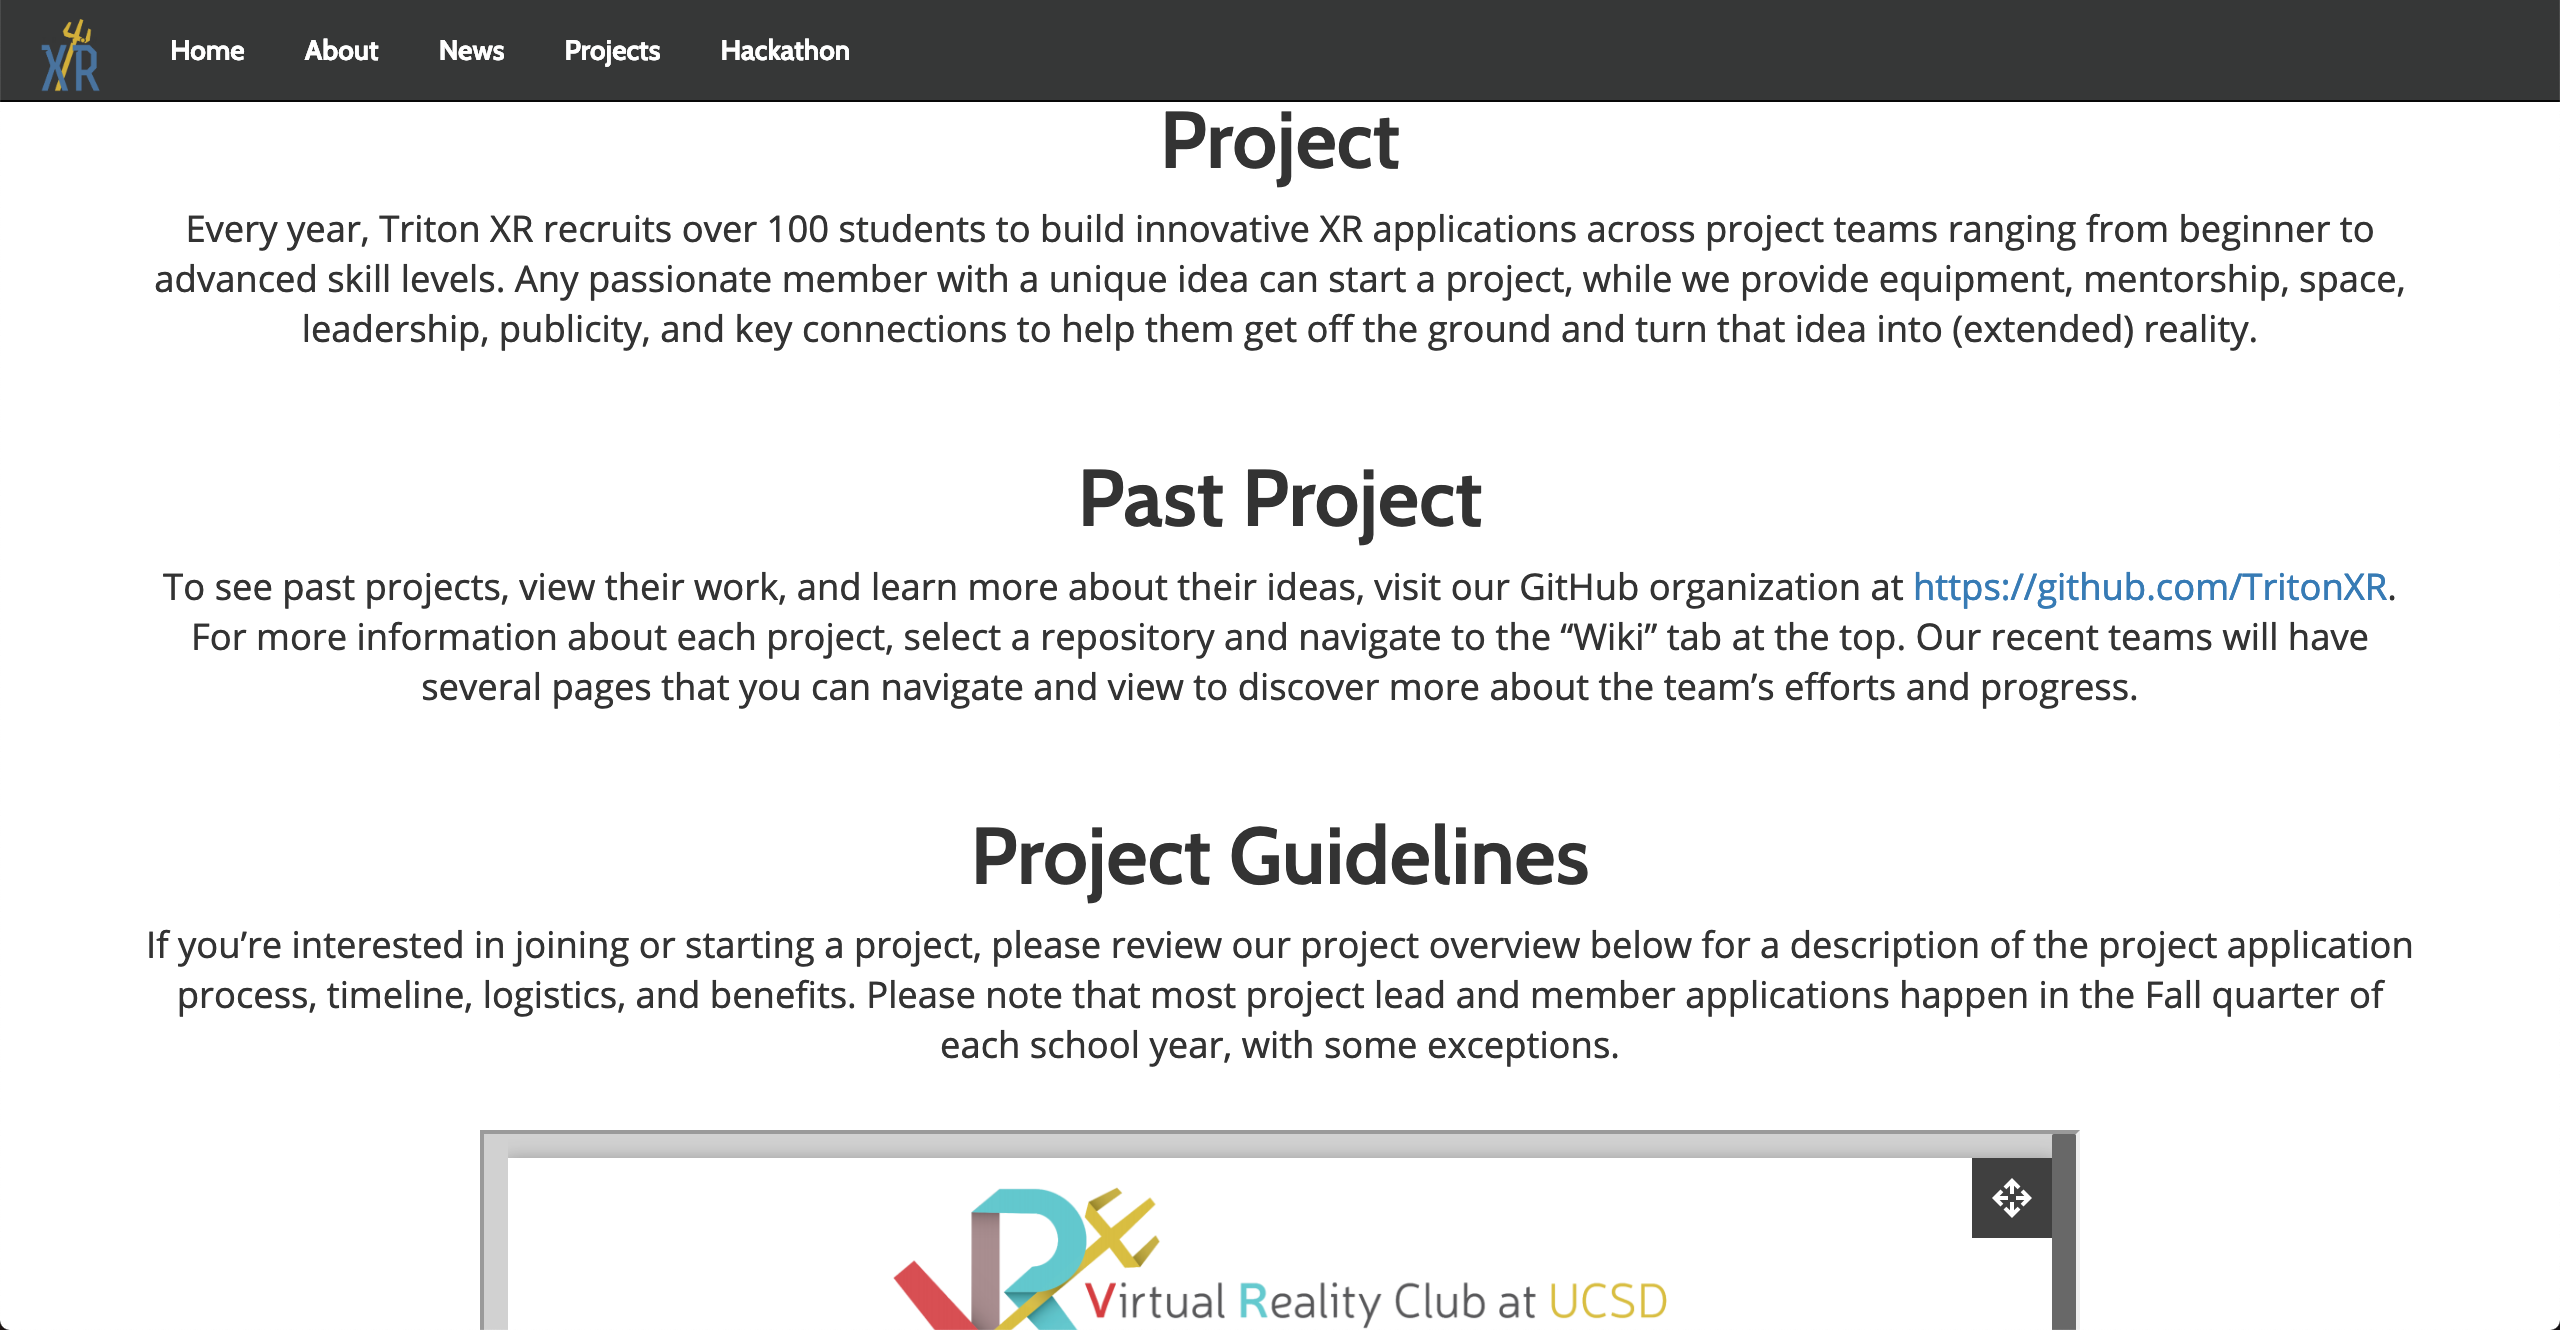 XR
Home
About
News
Projects
Hackathon
Project
Every year, Triton XR recruits over 100 students to build innovative XR applications across project teams ranging from beginner to
advanced skill levels. Any passionate member with a unique idea can start a project, while we provide equipment, mentorship, space,
leadership, publicity, and key connections to help them get off the ground and turn that idea into (extended) reality.
Past Project
To see past projects, view their work, and learn more about their ideas, visit our GitHub organization at https://github.com/TritonXR.
For more information about each project, select a repository and navigate to the “Wiki” tab at the top. Our recent teams will have
several pages that you can navigate and view to discover more about the team’s efforts and progress.
Project Guidelines
If you’re interested in joining or starting a project, please review our project overview below for a description of the project application
process, timeline, logistics, and benefits. Please note that most project lead and member applications happen in the Fall quarter of
each school year, with some exceptions.
VR
Virtual Reality Club at UCSD